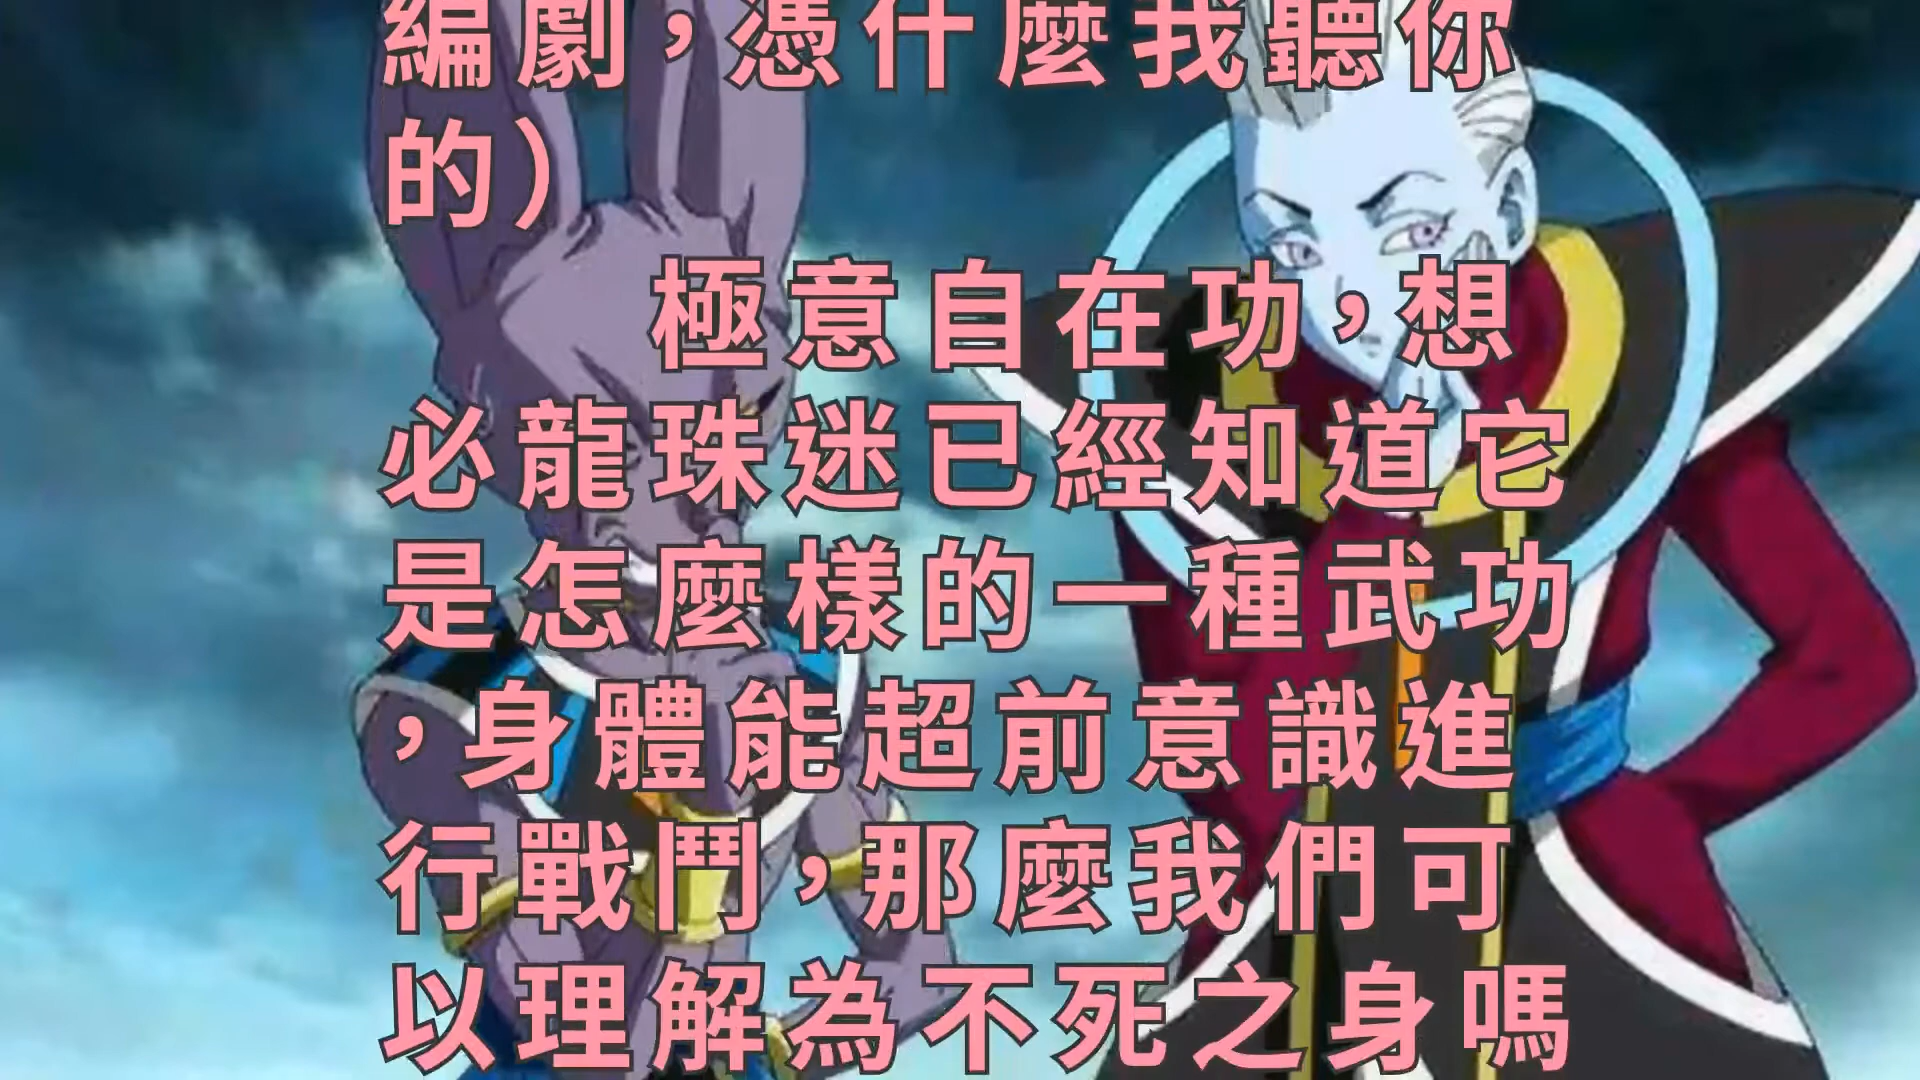 編劇，憑什麼我聽你
的）
極意自在功，想
必龍珠迷已經知道它
是怎麼樣的一種武功
，身體能超前意識進
行戰鬥，那麼我們可
以理解為不死之身嗎